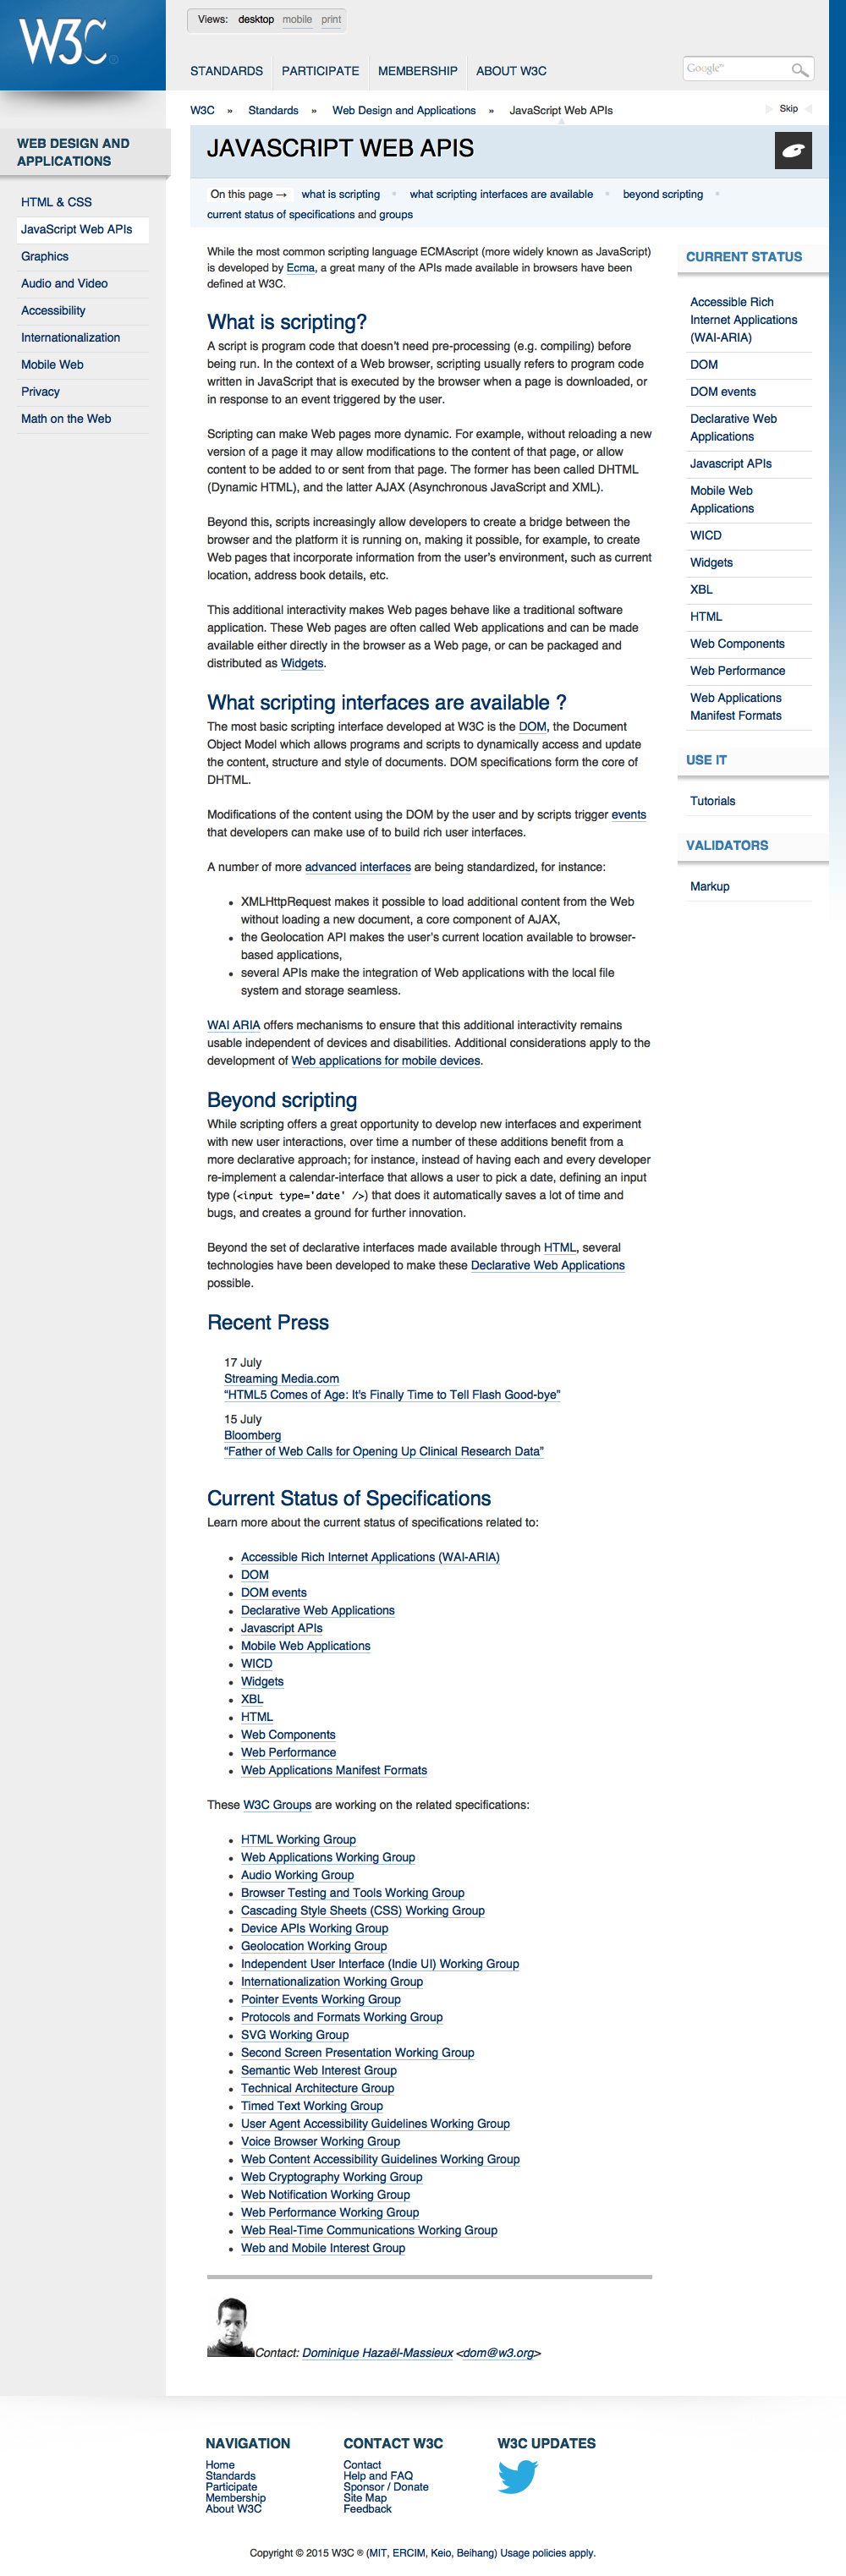 W3C®
Views: desktop mobile print
STANDARDS PARTICIPATE MEMBERSHIP ABOUT W3C
Google™
W3C » Standards » Web Design and Applications » JavaScript Web APIs
Skip
WEB DESIGN AND
APPLICATIONS
HTML & CSS
JavaScript Web APIs
Graphics
Audio and Video
Accessibility
Internationalization
Mobile Web
Privacy
Math on the Web
JAVASCRIPT WEB APIS
On this page → what is scripting • what scripting interfaces are available • beyond scripting •
current status of specifications and groups
While the most common scripting language ECMAscript (more widely known as JavaScript)
is developed by Ecma, a great many of the APIs made available in browsers have been
defined at W3C.
What is scripting?
A script is program code that doesn't need pre-processing (e.g. compiling) before
being run. In the context of a Web browser, scripting usually refers to program code
written in JavaScript that is executed by the browser when a page is downloaded, or
in response to an event triggered by the user.
Scripting can make Web pages more dynamic. For example, without reloading a new
version of a page it may allow modifications to the content of that page, or allow
content to be added to or sent from that page. The former has been called DHTML
(Dynamic HTML), and the latter AJAX (Asynchronous JavaScript and XML).
Beyond this, scripts increasingly allow developers to create a bridge between the
browser and the platform it is running on, making it possible, for example, to create
Web pages that incorporate information from the user's environment, such as current
location, address book details, etc.
This additional interactivity makes Web pages behave like a traditional software
application. These Web pages are often called Web applications and can be made
available either directly in the browser as a Web page, or can be packaged and
distributed as Widgets.
What scripting interfaces are available ?
The most basic scripting interface developed at W3C is the DOM, the Document
Object Model which allows programs and scripts to dynamically access and update
the content, structure and style of documents. DOM specifications form the core of
DHTML.
Modifications of the content using the DOM by the user and by scripts trigger events
that developers can make use of to build rich user interfaces.
A number of more advanced interfaces are being standardized, for instance:
• XMLHttpRequest makes it possible to load additional content from the Web
without loading a new document, a core component of AJAX,
• the Geolocation API makes the user's current location available to browser-
based applications,
• several APIs make the integration of Web applications with the local file
system and storage seamless.
WAI ARIA offers mechanisms to ensure that this additional interactivity remains
usable independent of devices and disabilities. Additional considerations apply to the
development of Web applications for mobile devices.
Beyond scripting
While scripting offers a great opportunity to develop new interfaces and experiment
with new user interactions, over time a number of these additions benefit from a
more declarative approach; for instance, instead of having each and every developer
re-implement a calendar-interface that allows a user to pick a date, defining an input
type (<input type='date' />) that does it automatically saves a lot of time and
bugs, and creates a ground for further innovation.
Beyond the set of declarative interfaces made available through HTML, several
technologies have been developed to make these Declarative Web Applications
possible.
Recent Press
17 July
Streaming Media.com
"HTML5 Comes of Age: It's Finally Time to Tell Flash Good-bye"
15 July
Bloomberg
"Father of Web Calls for Opening Up Clinical Research Data"
Current Status of Specifications
Learn more about the current status of specifications related to:
• Accessible Rich Internet Applications (WAI-ARIA)
• DOM
• DOM events
• Declarative Web Applications
• Javascript APIs
• Mobile Web Applications
• WICD
• Widgets
• XBL
• HTML
• Web Components
• Web Performance
• Web Applications Manifest Formats
These W3C Groups are working on the related specifications:
• HTML Working Group
• Web Applications Working Group
• Audio Working Group
• Browser Testing and Tools Working Group
• Cascading Style Sheets (CSS) Working Group
• Device APIs Working Group
• Geolocation Working Group
• Independent User Interface (Indie UI) Working Group
• Internationalization Working Group
• Pointer Events Working Group
• Protocols and Formats Working Group
• SVG Working Group
• Second Screen Presentation Working Group
• Semantic Web Interest Group
• Technical Architecture Group
• Timed Text Working Group
• User Agent Accessibility Guidelines Working Group
• Voice Browser Working Group
• Web Content Accessibility Guidelines Working Group
• Web Cryptography Working Group
• Web Notification Working Group
• Web Performance Working Group
• Web Real-Time Communications Working Group
• Web and Mobile Interest Group
Contact: Dominique Hazaël-Massieux <dom@w3.org>
CURRENT STATUS
Accessible Rich
Internet Applications
(WAI-ARIA)
DOM
DOM events
Declarative Web
Applications
Javascript APIs
Mobile Web
Applications
WICD
Widgets
XBL
HTML
Web Components
Web Performance
Web Applications
Manifest Formats
USE IT
Tutorials
VALIDATORS
Markup
NAVIGATION
Home
Standards
Participate
Membership
About W3C
CONTACT W3C
Contact
Help and FAQ
Sponsor / Donate
Site Map
Feedback
W3C UPDATES
Copyright © 2015 W3C ® (MIT, ERCIM, Keio, Beihang) Usage policies apply.